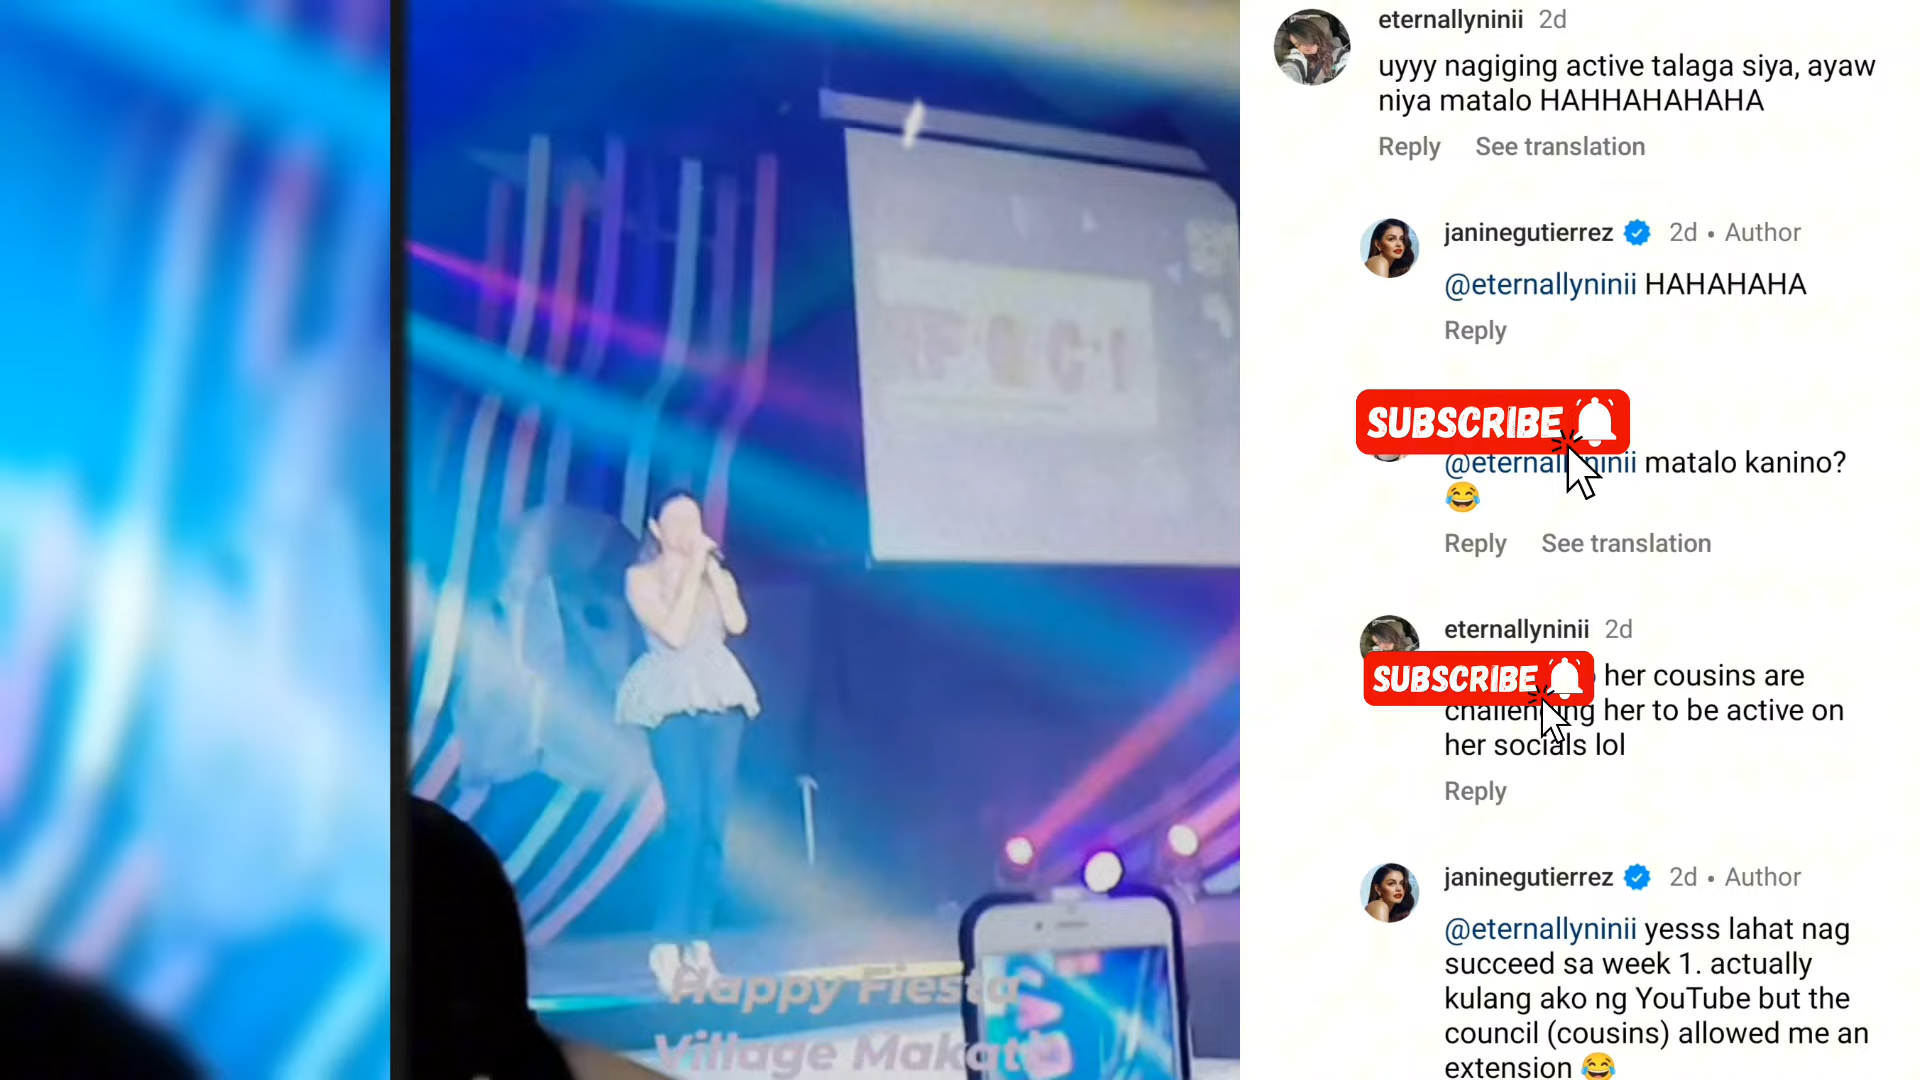 eternallyninii 2d
uyyy nagiging active talaga siya, ayaw
niya matalo HAHHAHAHAHA
Reply See translation
janinegutierrez 2d • Author
@eternallyninii HAHAHAHA
Reply
SUBSCRIBE
@eternallyninii matalo kanino?
😂
Reply See translation
eternallyninii 2d
SUBSCRIBE
her cousins are
challenging her to be active on
her socials lol
Reply
janinegutierrez 2d • Author
@eternallyninii yesss lahat nag
succeed sa week 1. actually
kulang ako ng YouTube but the
council (cousins) allowed me an
extension 😂
Happy Fiesta
Village Makati